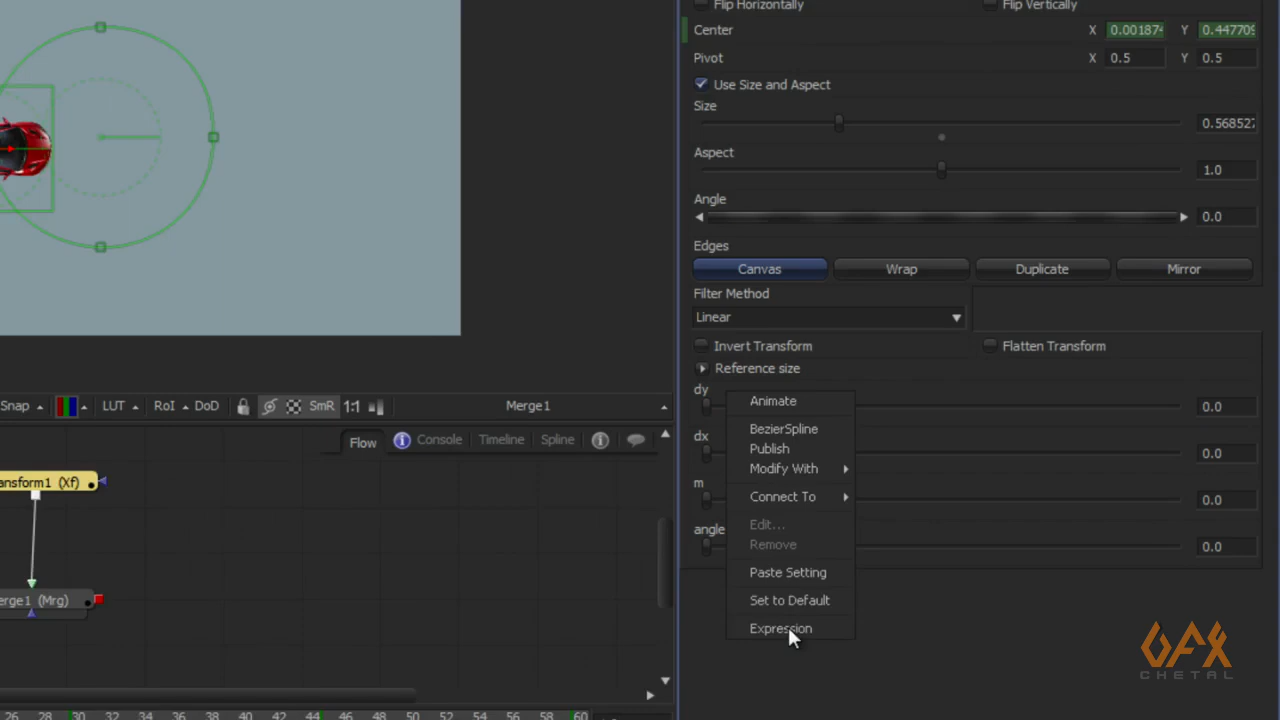 Flip Horizontally Flip Vertically
Center X 0.001874 Y 0.447709
Pivot X 0.5 Y 0.5
Use Size and Aspect
Size
0.568527
Aspect
1.0
Angle
0.0
Edges
Canvas Wrap Duplicate Mirror
Filter Method
Linear
Invert Transform Flatten Transform
Reference size
dy
0.0
dx
0.0
m
0.0
angle
0.0
Animate
BezierSpline
Publish
Modify With
Connect To
Edit...
Remove
Paste Setting
Set to Default
Expression
Snap LUT RoI DoD SmR 1:1 Merge1
Flow Console Timeline Spline
ansform1 (Xf)
erge1 (Mrg)
26 28 30 32 34 36 38 40 42 44 46 48 50 52 54 56 58 60
GFX
CHETAL